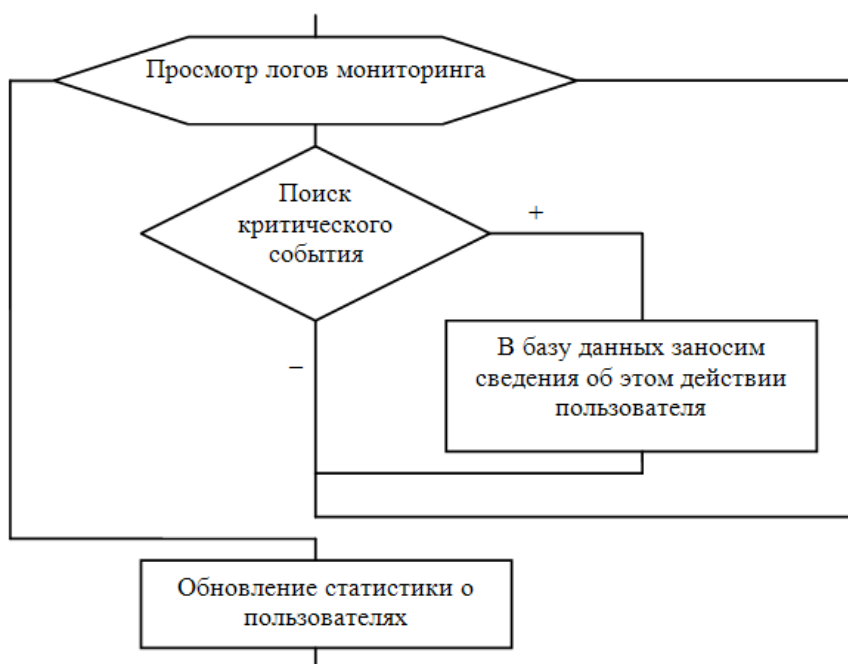 Просмотр логов мониторинга
Поиск
критического
события
+
–
В базу данных заносим
сведения об этом действии
пользователя
Обновление статистики о
пользователях